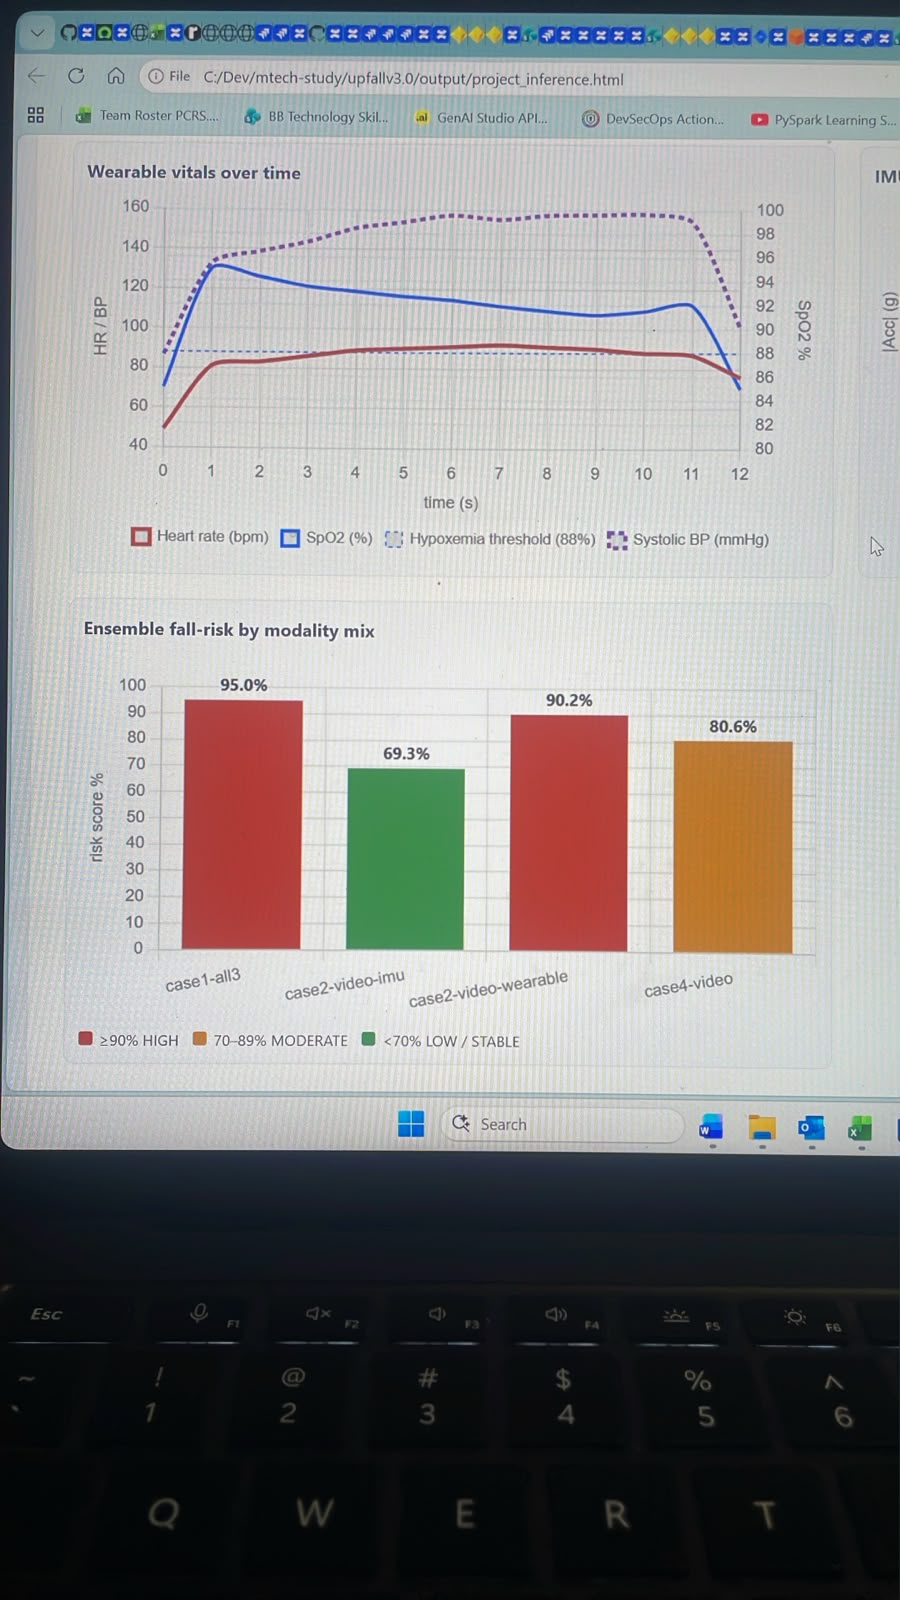 File C:/Dev/mtech-study/upfallv3.0/output/project_inference.html
Team Roster PCRS.... BB Technology Skil... .ai GenAI Studio API... DevSecOps Action... PySpark Learning S...
Wearable vitals over time
160
140
120
100
80
60
40
HR / BP
100
98
96
94
92
90
88
86
84
82
80
SpO2 %
0 1 2 3 4 5 6 7 8 9 10 11 12
time (s)
Heart rate (bpm) SpO2 (%) Hypoxemia threshold (88%) Systolic BP (mmHg)
|Acc| (g)
Ensemble fall-risk by modality mix
100
90
80
70
60
50
40
30
20
10
0
risk score %
95.0%
69.3%
90.2%
80.6%
case1-all3
case2-video-imu
case2-video-wearable
case4-video
≥90% HIGH 70–89% MODERATE <70% LOW / STABLE
Search
Esc F1 F2 F3 F4 F5 F6
~ ! @ # $ % ^
` 1 2 3 4 5 6
Q W E R T